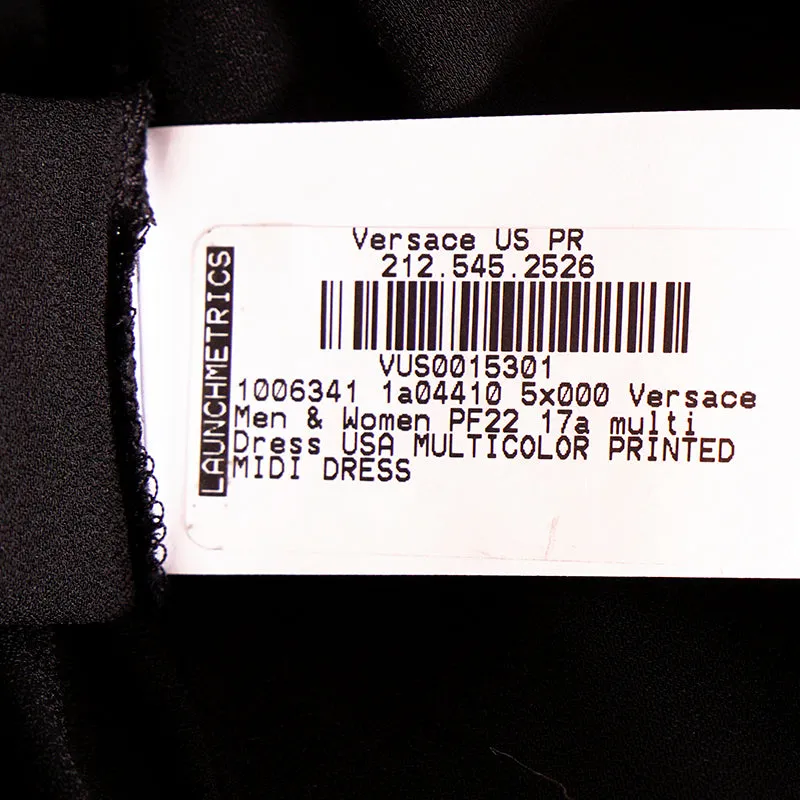 Versace US PR
212.545.2526
LAUNCHMETRICS
VUS0015301
1006341 1a04410 5x000 Versace
Men & Women PF22 17a multi
Dress USA MULTICOLOR PRINTED
MIDI DRESS